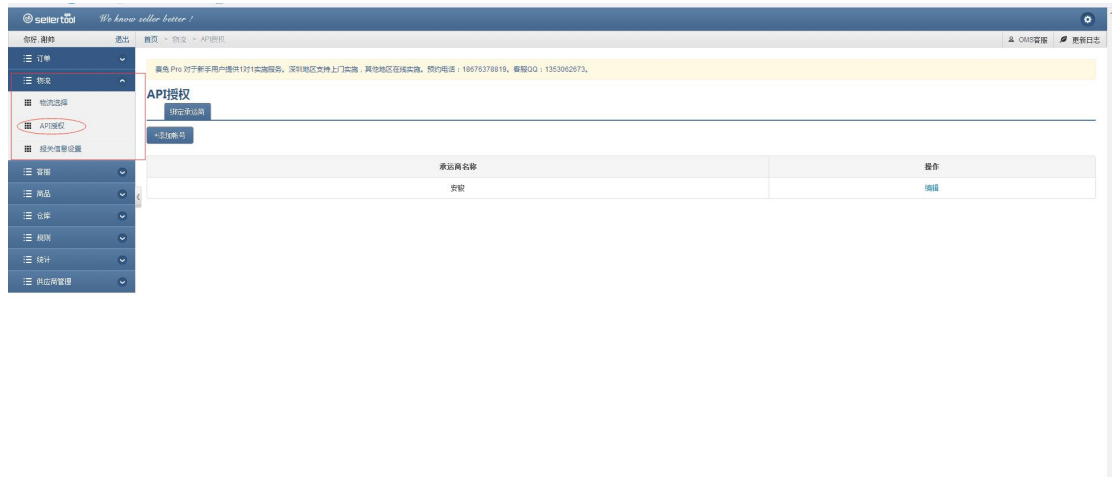 sellertool We know seller better !
你好,谢帅 退出 首页 > 物流 > API授权 OMS客服 更新日志
订单
物流
物流选择
API授权
报关信息设置
客服
商品
仓库
规则
统计
供应商管理
赛兔 Pro 对于新手用户提供1对1实施服务。深圳地区支持上门实施,其他地区在线实施。预约电话:18676378819。客服QQ:1353062673。
API授权
绑定承运商
+添加帐号
承运商名称 操作
安骏 编辑